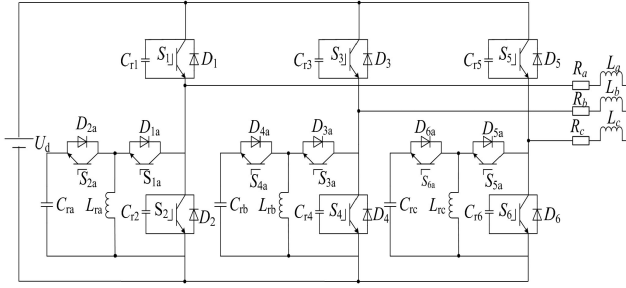 C_r1 S_1 D_1 C_r3 S_3 D_3 C_r5 S_5 D_5
R_a L_a
R_b L_b
R_c L_c
U_d
D_2a D_1a D_4a D_3a D_6a D_5a
S_2a S_1a S_4a S_3a S_6a S_5a
C_ra L_ra C_r2 S_2 D_2 C_rb L_rb C_r4 S_4 D_4 C_rc L_rc C_r6 S_6 D_6